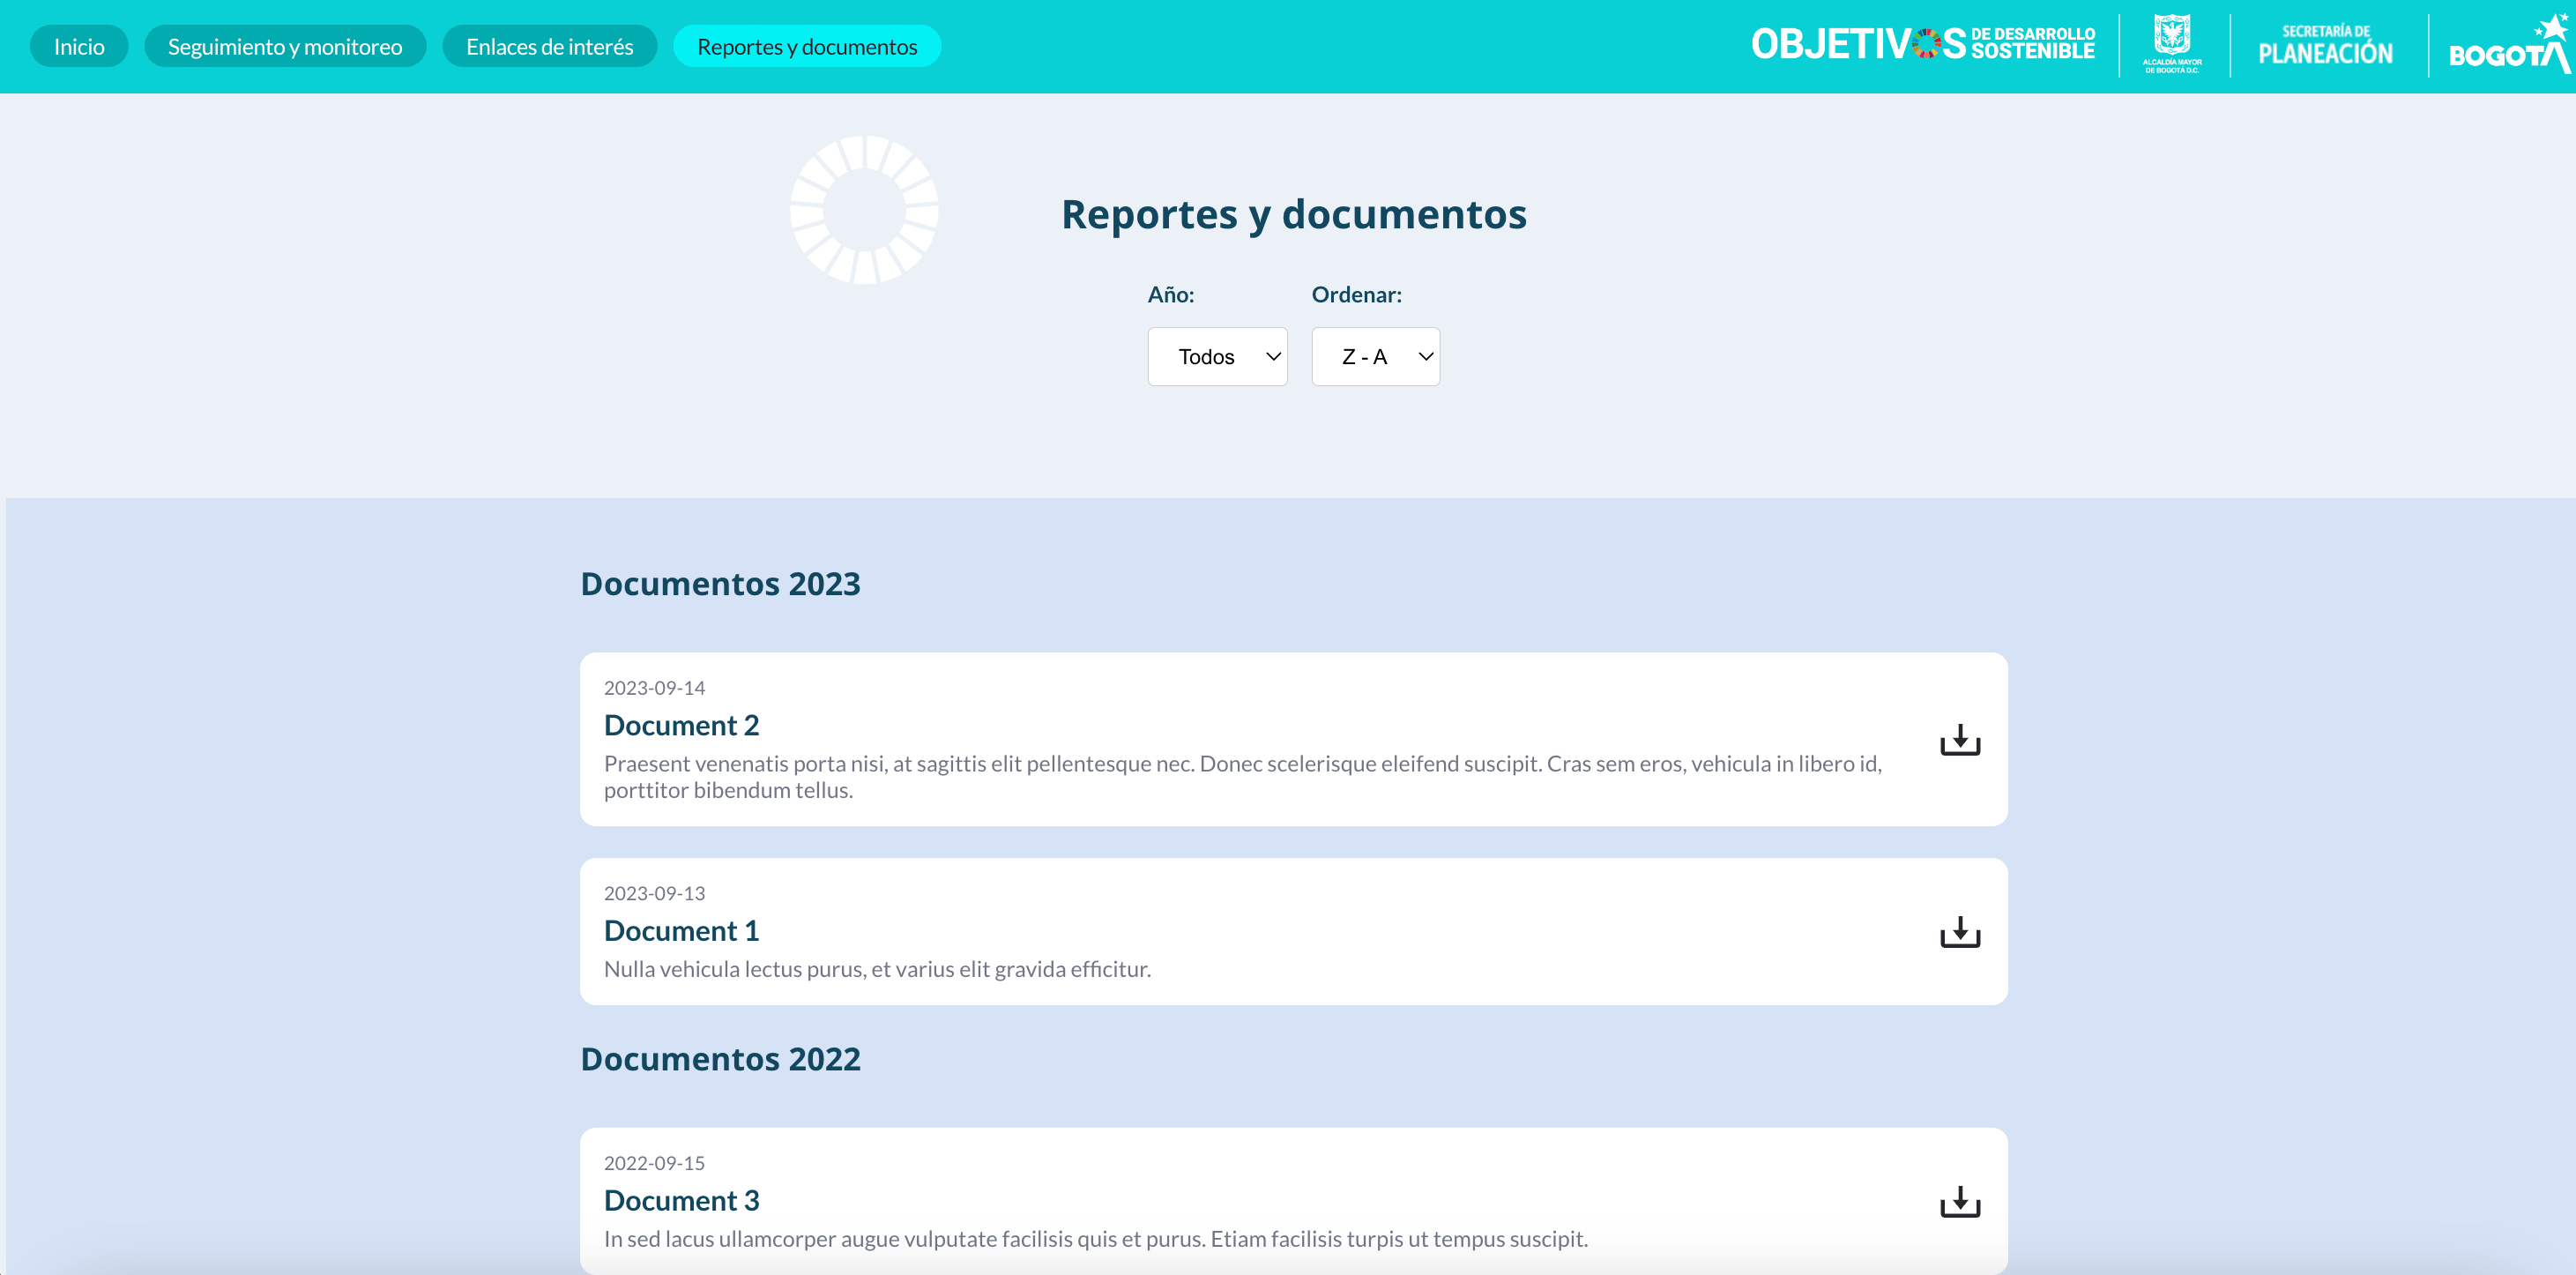 Inicio
Seguimiento y monitoreo
Enlaces de interés
Reportes y documentos
OBJETIVOS DE DESARROLLO SOSTENIBLE
ALCALDÍA MAYOR
DE BOGOTÁ D.C.
SECRETARÍA DE
PLANEACIÓN
BOGOTÁ
Reportes y documentos
Año:
Ordenar:
Todos
Z - A
Documentos 2023
2023-09-14
Document 2
Praesent venenatis porta nisi, at sagittis elit pellentesque nec. Donec scelerisque eleifend suscipit. Cras sem eros, vehicula in libero id,
porttitor bibendum tellus.
2023-09-13
Document 1
Nulla vehicula lectus purus, et varius elit gravida efficitur.
Documentos 2022
2022-09-15
Document 3
In sed lacus ullamcorper augue vulputate facilisis quis et purus. Etiam facilisis turpis ut tempus suscipit.